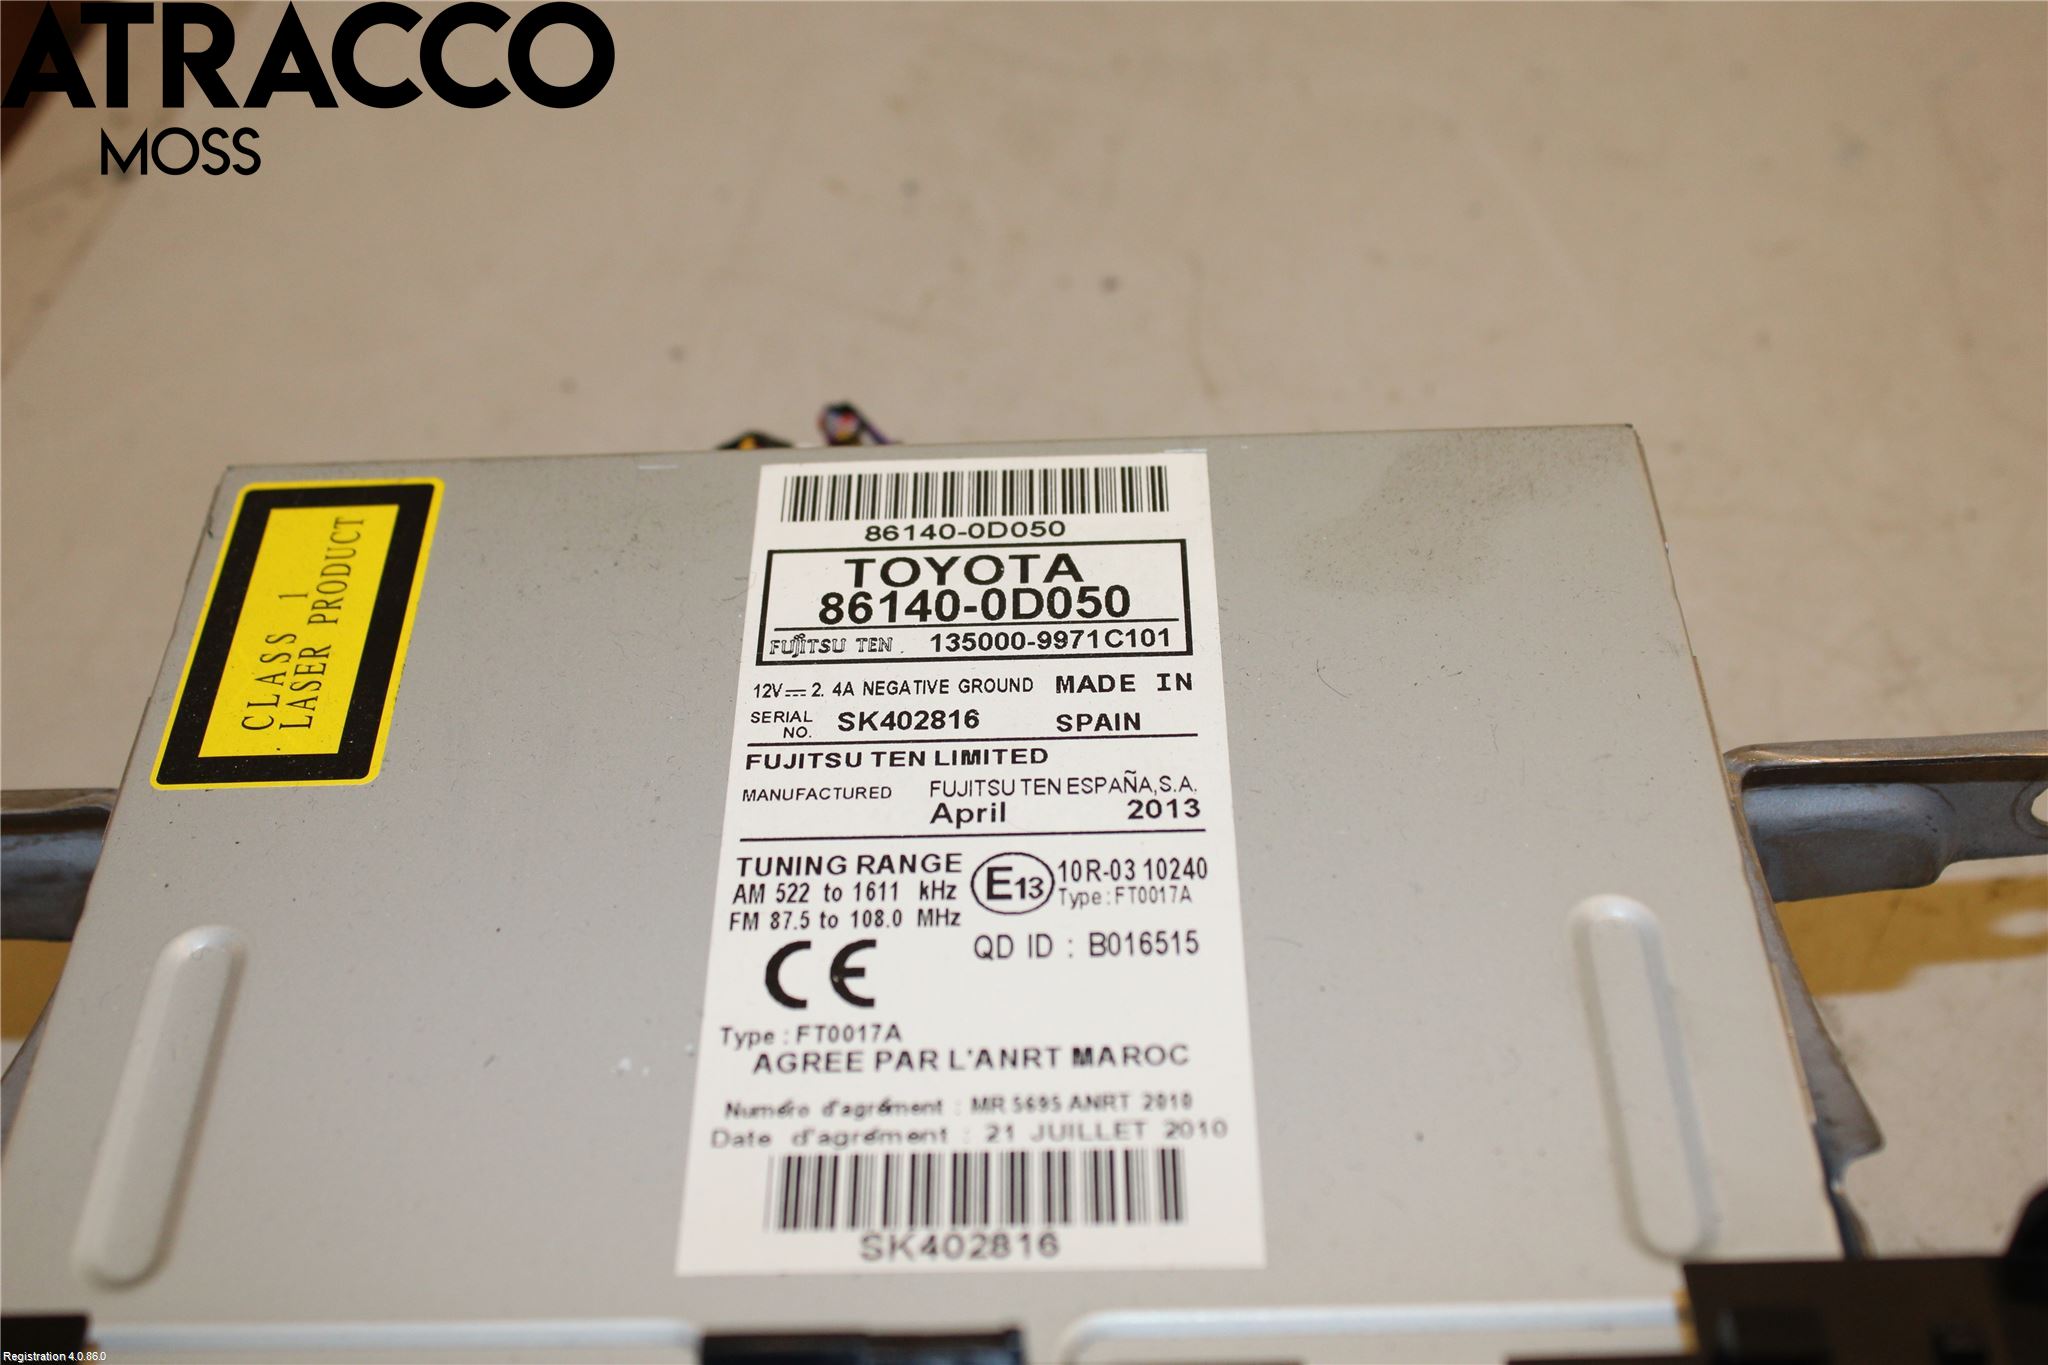 ATRACCO
MOSS
CLASS 1
LASER PRODUCT
86140-0D050
TOYOTA
86140-0D050
FUJITSU TEN 135000-9971C101
12V 2.4A NEGATIVE GROUND MADE IN
SERIAL NO. SK402816 SPAIN
FUJITSU TEN LIMITED
MANUFACTURED FUJITSU TEN ESPAÑA,S.A.
April 2013
TUNING RANGE
AM 522 to 1611 kHz
FM 87.5 to 108.0 MHz
E13 10R-03 10240
Type : FT0017A
QD ID : B016515
CE
Type : FT0017A
AGREE PAR L'ANRT MAROC
Numéro d'agrément : MR 5695 ANRT 2010
Date d'agrément : 21 JUILLET 2010
SK402816
Registration 4.0.86.0